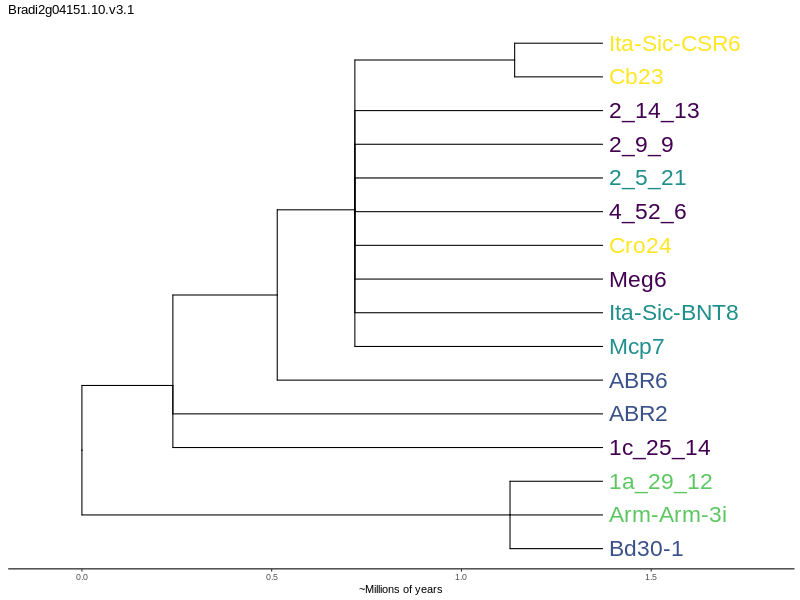 Bradi2g04151.10.v3.1
Ita-Sic-CSR6
Cb23
2_14_13
2_9_9
2_5_21
4_52_6
Cro24
Meg6
Ita-Sic-BNT8
Mcp7
ABR6
ABR2
1c_25_14
1a_29_12
Arm-Arm-3i
Bd30-1
0.0 0.5 1.0 1.5
~Millions of years